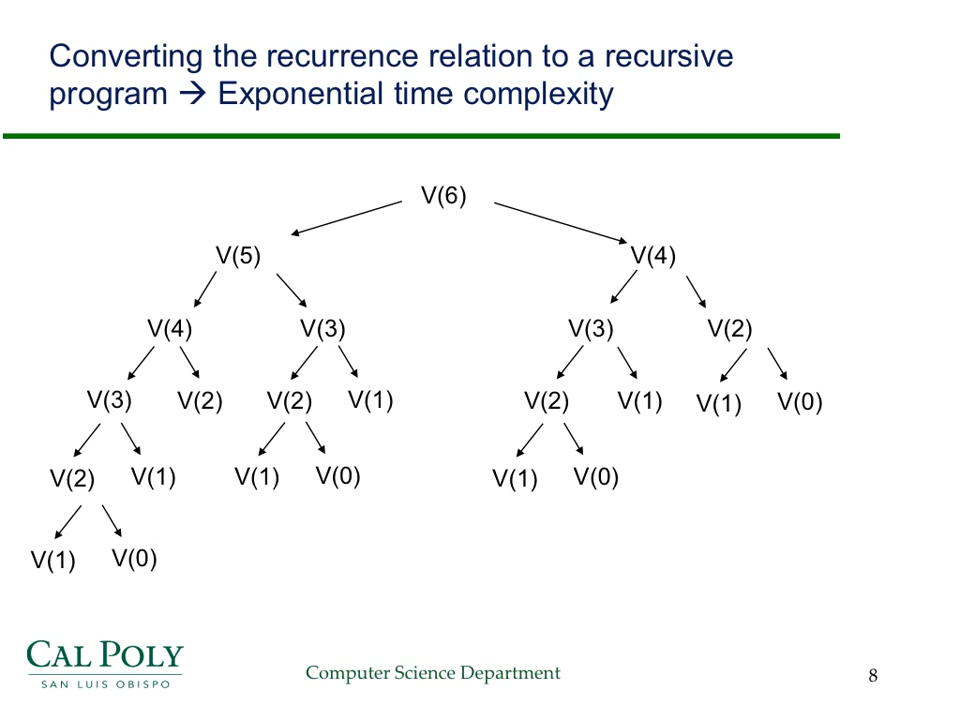 Converting the recurrence relation to a recursive
program → Exponential time complexity
V(6)
V(5) V(4)
V(4) V(3) V(3) V(2)
V(3) V(2) V(2) V(1) V(2) V(1) V(1) V(0)
V(2) V(1) V(1) V(0) V(1) V(0)
V(1) V(0)
CAL POLY
SAN LUIS OBISPO
Computer Science Department
8